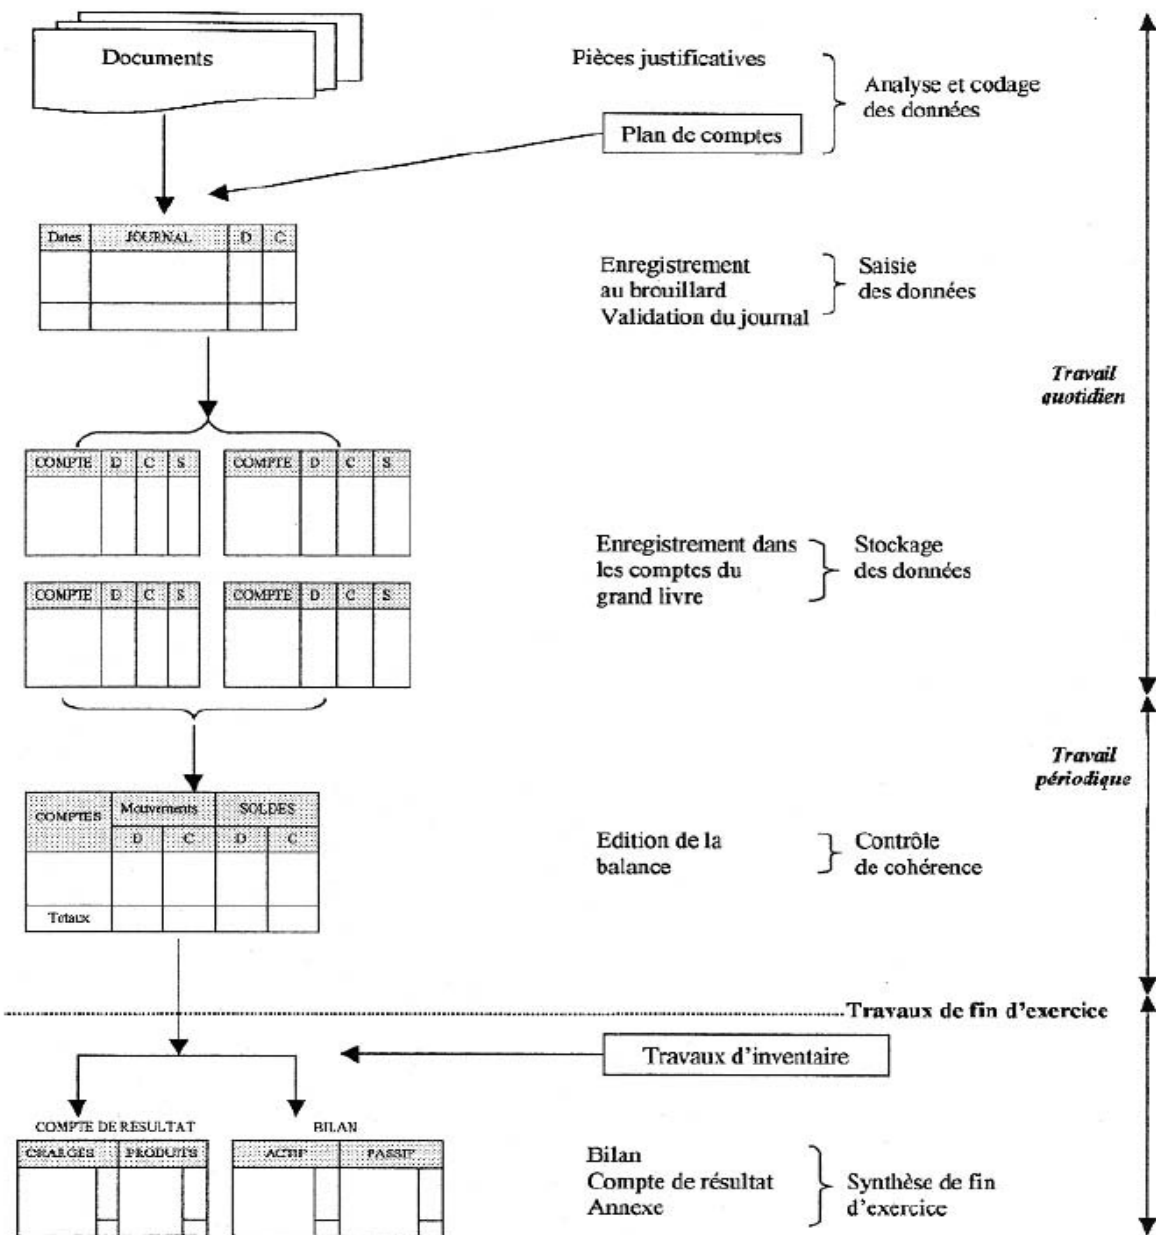 Documents
Pièces justificatives
Analyse et codage
des données
Plan de comptes
Dates JOURNAL D C
Enregistrement
au brouillard
Validation du journal
Saisie
des données
Travail
quotidien
COMPTE D C S
COMPTE D C S
Enregistrement dans
les comptes du
grand livre
Stockage
des données
COMPTE D C S
COMPTE D C S
Travail
périodique
COMPTES Mouvements SOLDES
D C D C
Totaux
Edition de la
balance
Contrôle
de cohérence
Travaux de fin d'exercice
Travaux d'inventaire
COMPTE DE RESULTAT
BILAN
CHARGES PRODUITS
ACTIF PASSIF
Bilan
Compte de résultat
Annexe
Synthèse de fin
d'exercice